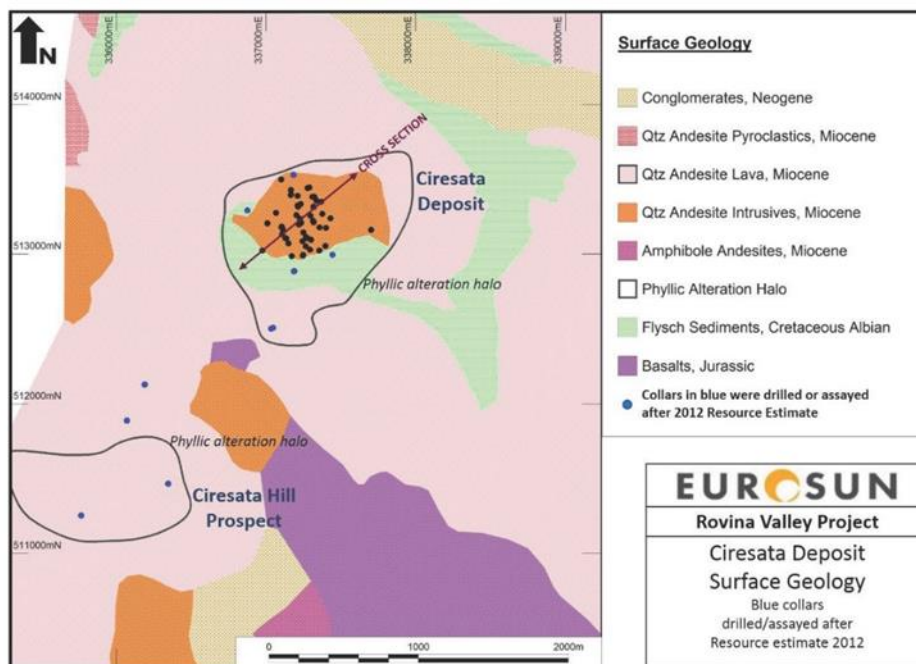 N
336000mE
337000mE
338000mE
339000mE
514000mN
513000mN
512000mN
511000mN
CROSS SECTION
Ciresata
Deposit
Phyllic alteration halo
Phyllic alteration halo
Ciresata Hill
Prospect
0 1000 2000m
Surface Geology
Conglomerates, Neogene
Qtz Andesite Pyroclastics, Miocene
Qtz Andesite Lava, Miocene
Qtz Andesite Intrusives, Miocene
Amphibole Andesites, Miocene
Phyllic Alteration Halo
Flysch Sediments, Cretaceous Albian
Basalts, Jurassic
Collars in blue were drilled or assayed
after 2012 Resource Estimate
EUROSUN
Rovina Valley Project
Ciresata Deposit
Surface Geology
Blue collars
drilled/assayed after
Resource estimate 2012